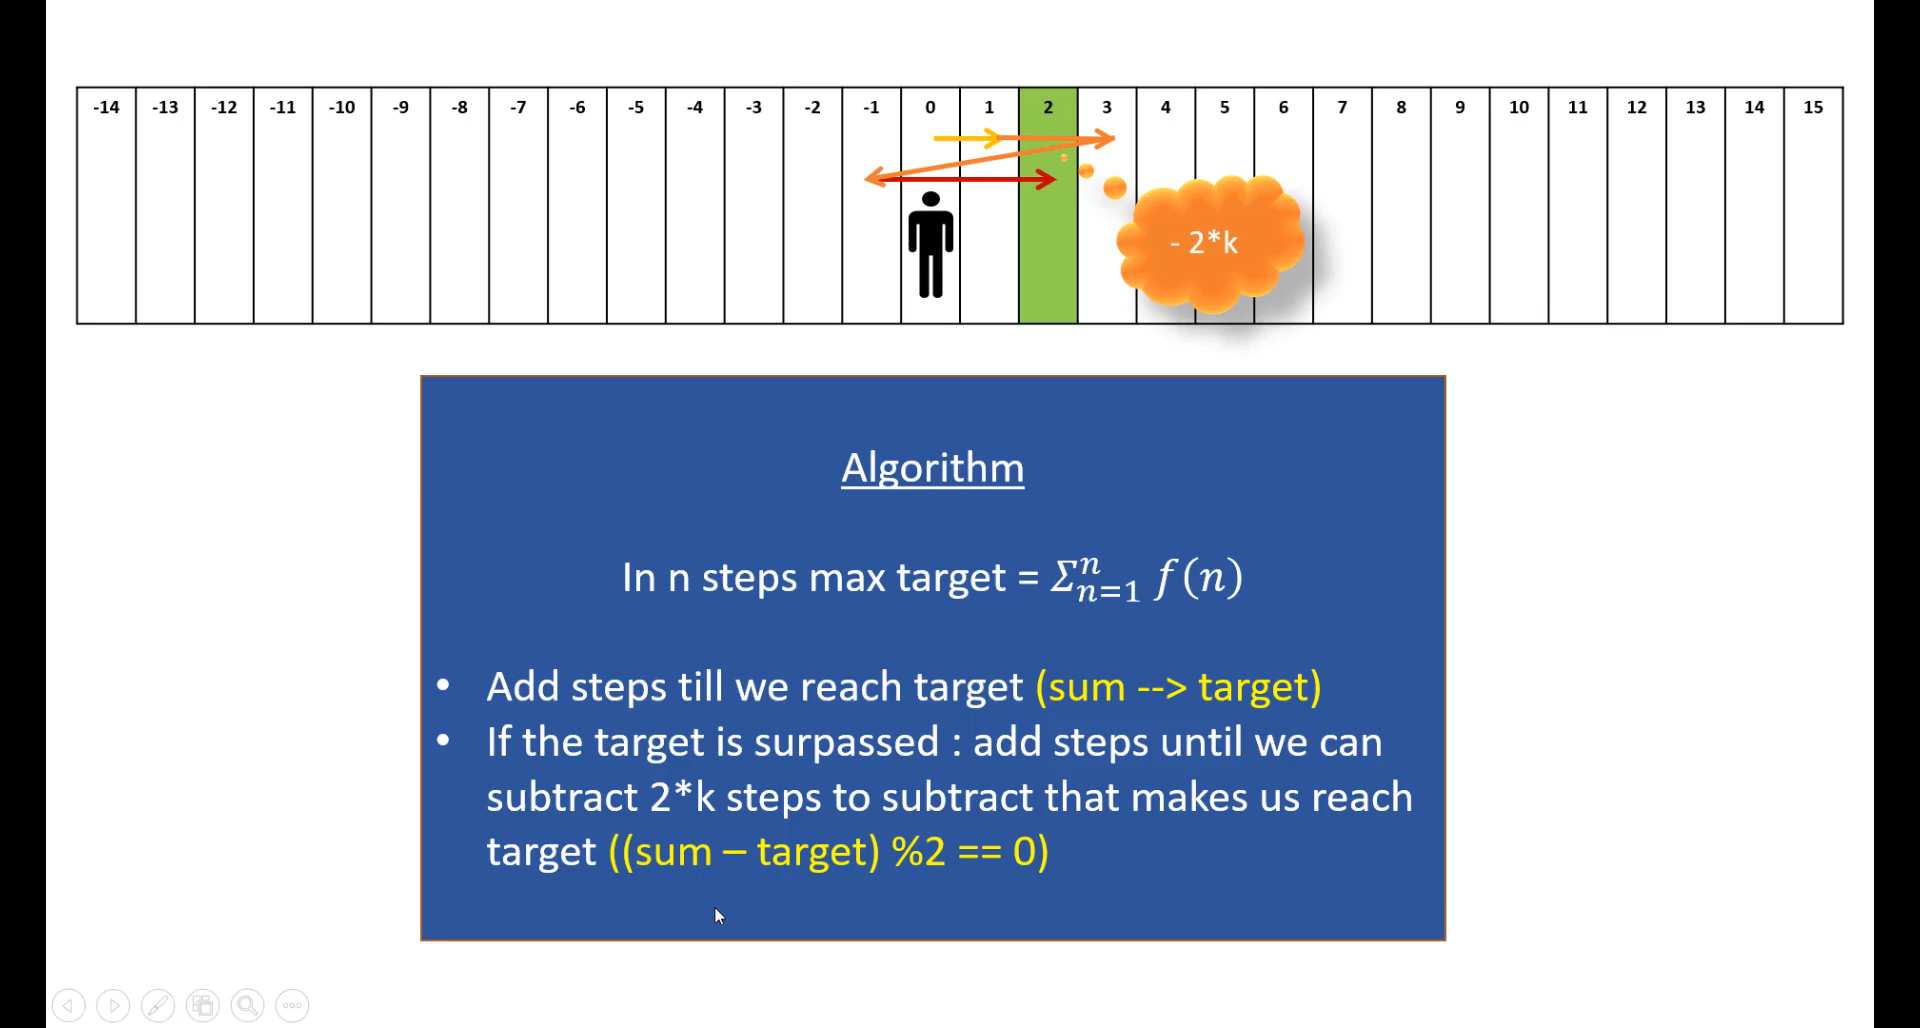 -14 -13 -12 -11 -10 -9 -8 -7 -6 -5 -4 -3 -2 -1 0 1 2 3 4 5 6 7 8 9 10 11 12 13 14 15
- 2*k
Algorithm
In n steps max target = Σⁿₙ₌₁ f(n)
• Add steps till we reach target (sum --> target)
• If the target is surpassed : add steps until we can
subtract 2*k steps to subtract that makes us reach
target ((sum – target) %2 == 0)